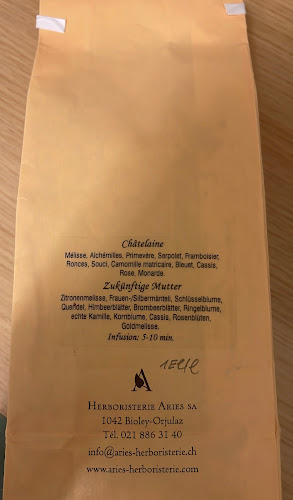 Châtelaine
Mélisse, Alchémilles, Primevère, Serpolet, Framboisier,
Ronces, Souci, Camomille matricaire, Bleuet, Cassis,
Rose, Monarde.
Zukünftige Mutter
Zitronenmelisse, Frauen-/Silbermänteli, Schlüsselblume,
Quendel, Himbeerblätter, Brombeerblätter, Ringelblume,
echte Kamille, Kornblume, Cassis, Rosenblüten,
Goldmelisse.
Infusion: 5-10 min.
HERBORISTERIE ARIES SA
1042 Bioley-Orjulaz
Tél. 021 886 31 40
info@aries-herboristerie.ch
www.aries-herboristerie.com